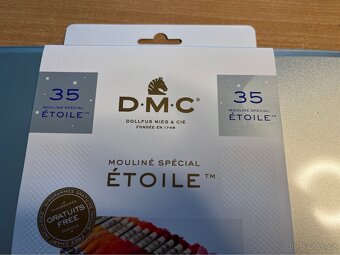 35
MOULINÉ SPÉCIAL
ÉTOILE™
D·M·C®
DOLLFUS MIEG & CIE
FONDÉE EN 1746
35
MOULINÉ SPÉCIAL
ÉTOILE™
MOULINÉ SPÉCIAL
ÉTOILE™
GRATUITS
FREE